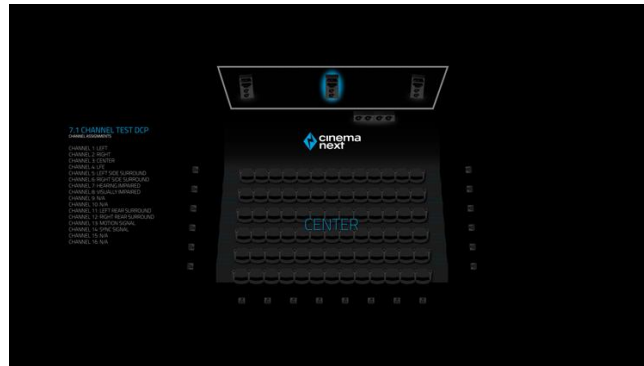 7.1 CHANNEL TEST DCP
CHANNEL ASSIGNMENTS
CHANNEL 1: LEFT
CHANNEL 2: RIGHT
CHANNEL 3: CENTER
CHANNEL 4: LFE
CHANNEL 5: LEFT SIDE SURROUND
CHANNEL 6: RIGHT SIDE SURROUND
CHANNEL 7: HEARING IMPAIRED
CHANNEL 8: VISUALLY IMPAIRED
CHANNEL 9: N/A
CHANNEL 10: N/A
CHANNEL 11: LEFT REAR SURROUND
CHANNEL 12: RIGHT REAR SURROUND
CHANNEL 13: MOTION SIGNAL
CHANNEL 14: SYNC SIGNAL
CHANNEL 15: N/A
CHANNEL 16: N/A
cinema
next
CENTER